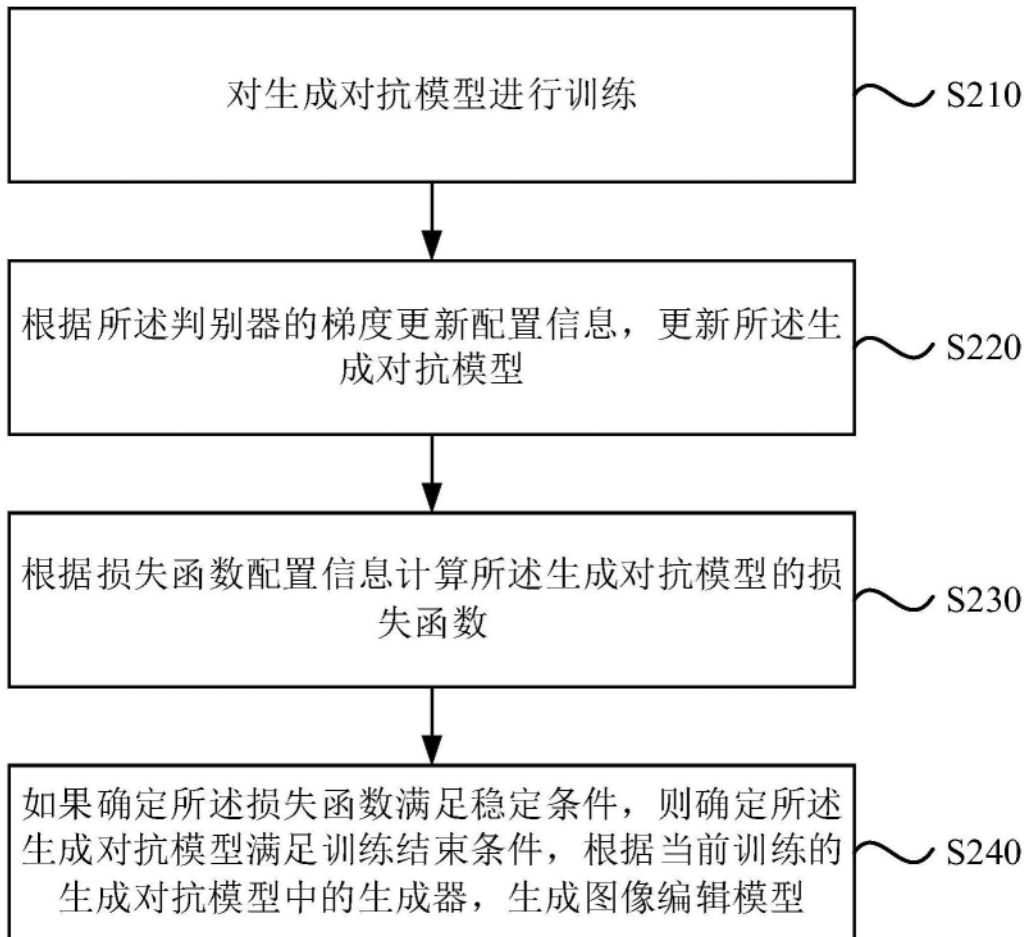 对生成对抗模型进行训练
S210
根据所述判别器的梯度更新配置信息，更新所述生
成对抗模型
S220
根据损失函数配置信息计算所述生成对抗模型的损
失函数
S230
如果确定所述损失函数满足稳定条件，则确定所述
生成对抗模型满足训练结束条件，根据当前训练的
生成对抗模型中的生成器，生成图像编辑模型
S240